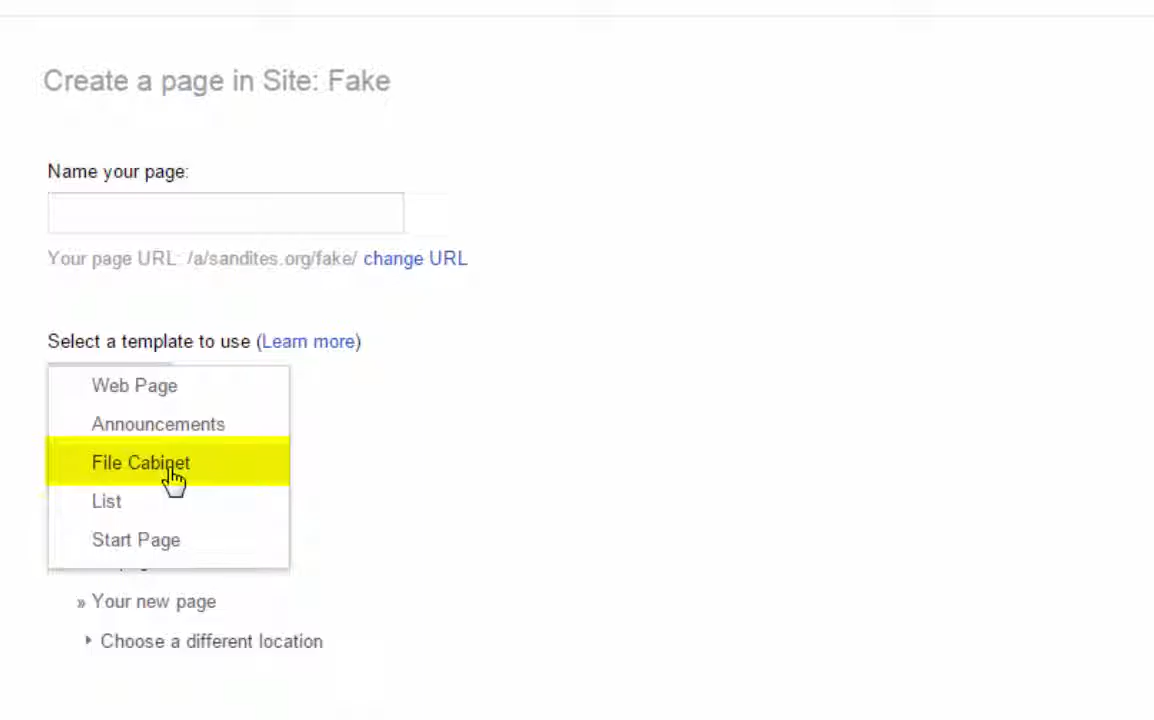 Create a page in Site: Fake
Name your page:
Your page URL: /a/sandites.org/fake/ change URL
Select a template to use (Learn more)
Web Page
Announcements
File Cabinet
List
Start Page
» Your new page
Choose a different location